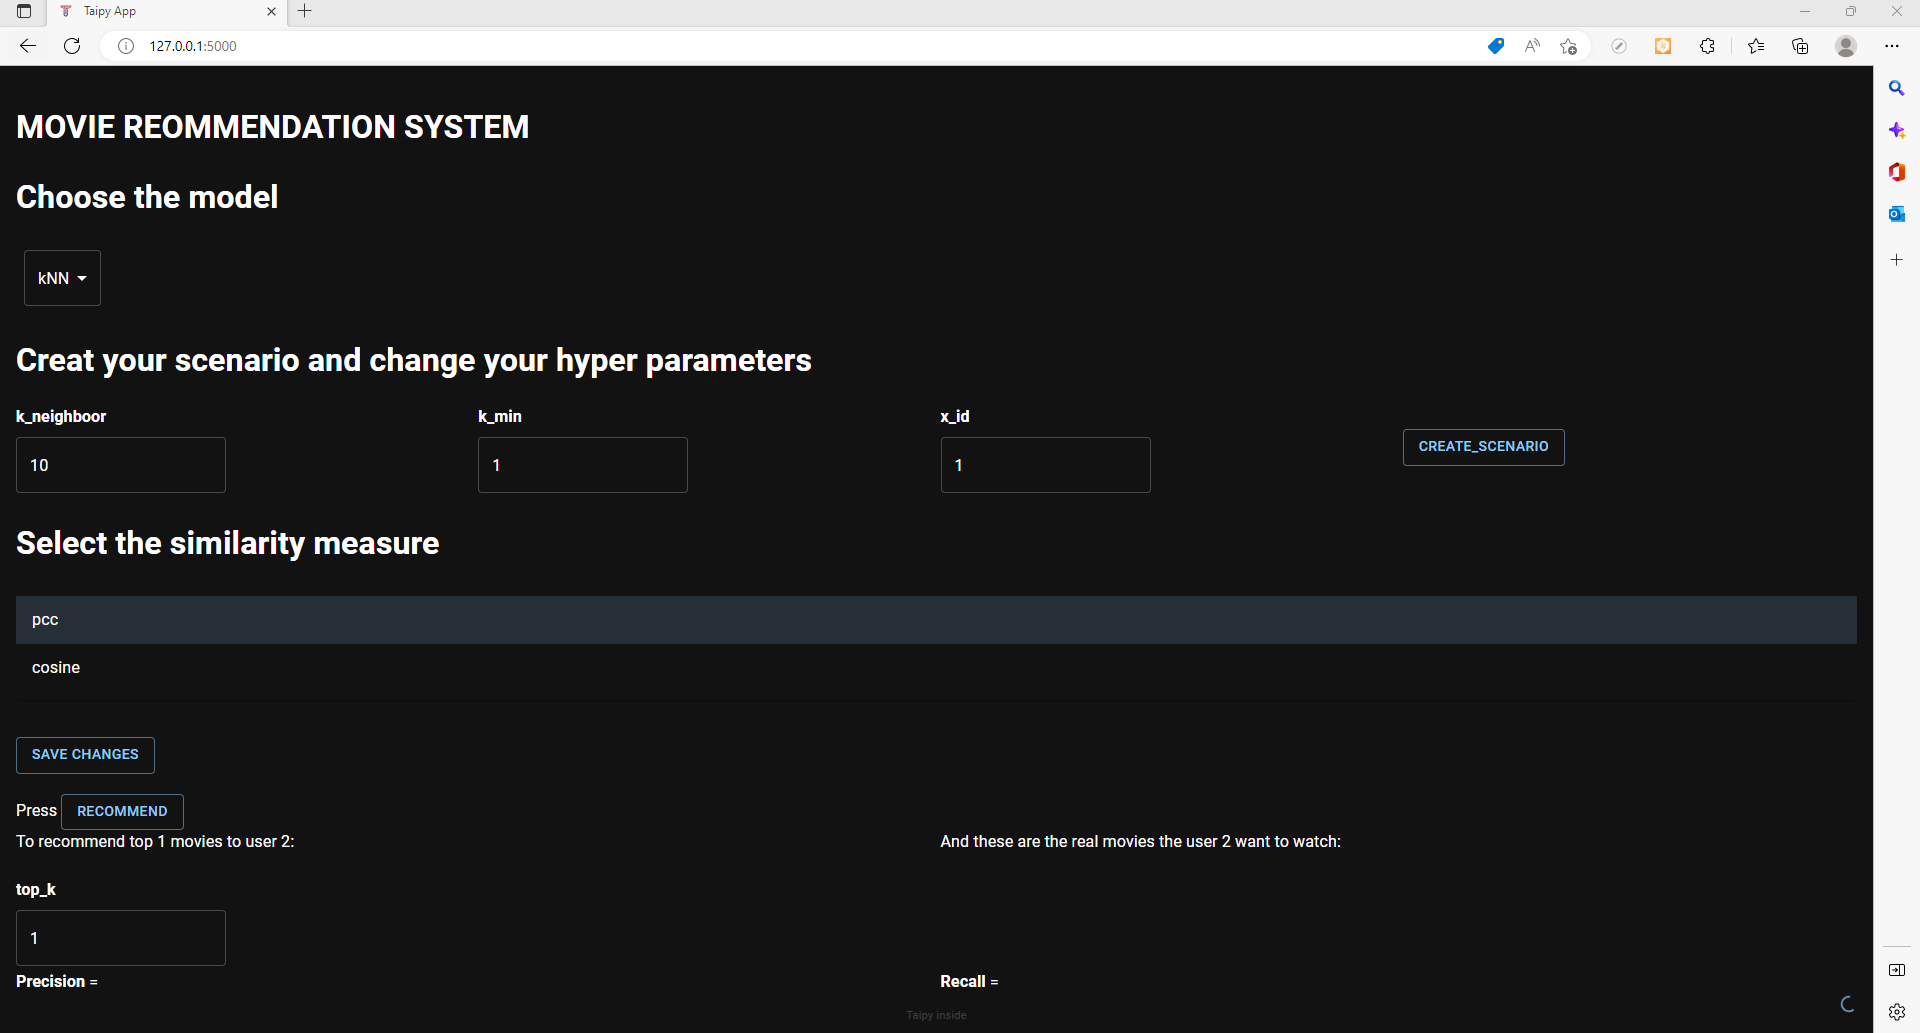 Taipy App
127.0.0.1:5000
MOVIE REOMMENDATION SYSTEM
Choose the model
kNN
Creat your scenario and change your hyper parameters
k_neighboor k_min x_id
CREATE_SCENARIO
10 1 1
Select the similarity measure
pcc
cosine
SAVE CHANGES
Press RECOMMEND
To recommend top 1 movies to user 2: And these are the real movies the user 2 want to watch:
top_k
1
Precision = Recall =
Taipy inside